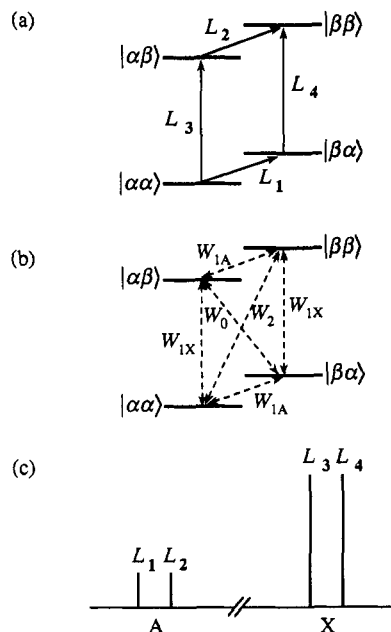 (a)
L₂
|ββ⟩
|αβ⟩
L₃
L₄
|βα⟩
|αα⟩
L₁
(b)
|ββ⟩
W₁A
|αβ⟩
W₀
W₂
W₁X
W₁X
|βα⟩
|αα⟩
W₁A
(c)
L₃ L₄
L₁ L₂
A
X